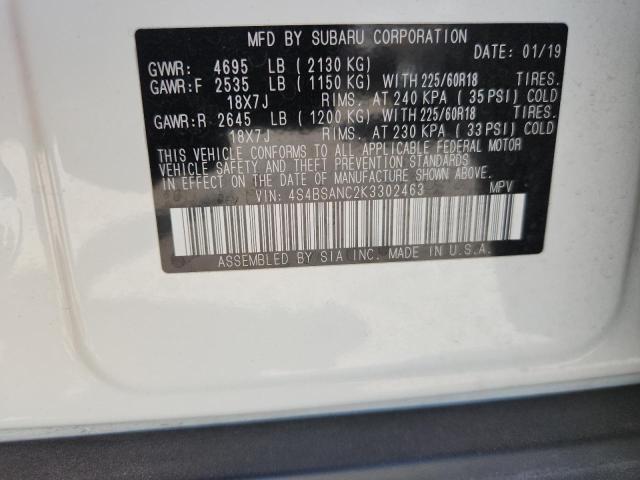 MFD BY SUBARU CORPORATION
DATE: 01/19
GVWR: 4695 LB (2130 KG)
GAWR:F 2535 LB (1150 KG) WITH 225/60R18 TIRES.
18X7J RIMS. AT 240 KPA (35 PSI) COLD
GAWR:R 2645 LB (1200 KG) WITH 225/60R18 TIRES.
18X7J RIMS. AT 230 KPA (33 PSI) COLD
THIS VEHICLE CONFORMS TO ALL APPLICABLE FEDERAL MOTOR
VEHICLE SAFETY AND THEFT PREVENTION STANDARDS
IN EFFECT ON THE DATE OF MANUFACTURE SHOWN ABOVE.
VIN: 4S4BSANC2K3302463 MPV
ASSEMBLED BY SIA INC. MADE IN U.S.A.